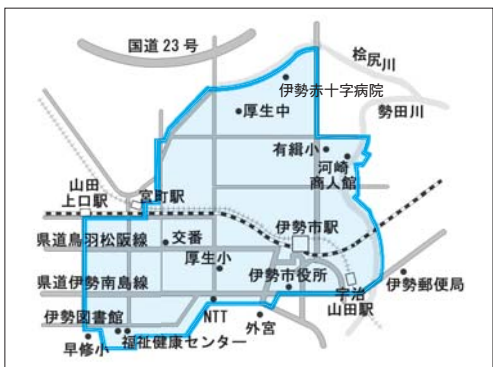 国道23号
桧尻川
伊勢赤十字病院
勢田川
厚生中
有緝小
河崎
商人館
山田
上口駅
宮町駅
伊勢市駅
県道鳥羽松阪線
交番
厚生小
県道伊勢南島線
伊勢市役所
宇治
山田駅
伊勢郵便局
伊勢図書館
NTT
外宮
早修小
福祉健康センター